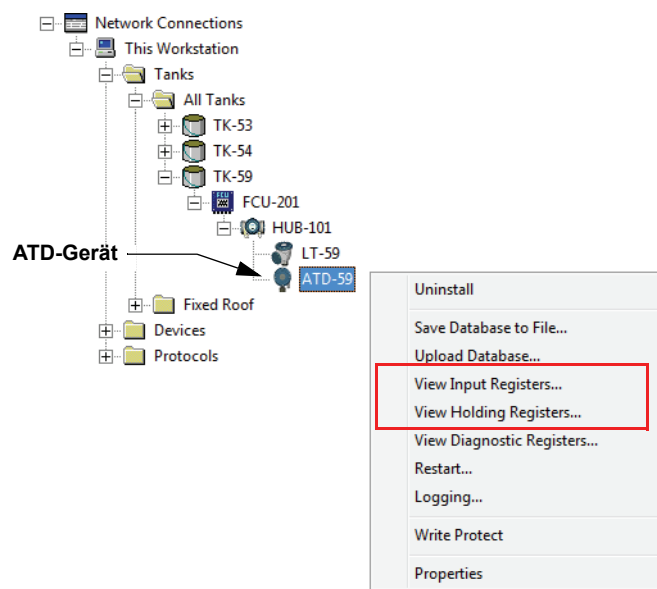 Network Connections
This Workstation
Tanks
All Tanks
TK-53
TK-54
TK-59
FCU
FCU-201
HUB-101
LT-59
ATD-Gerät
ATD-59
Fixed Roof
Devices
Protocols
Uninstall
Save Database to File...
Upload Database...
View Input Registers...
View Holding Registers...
View Diagnostic Registers...
Restart...
Logging...
Write Protect
Properties